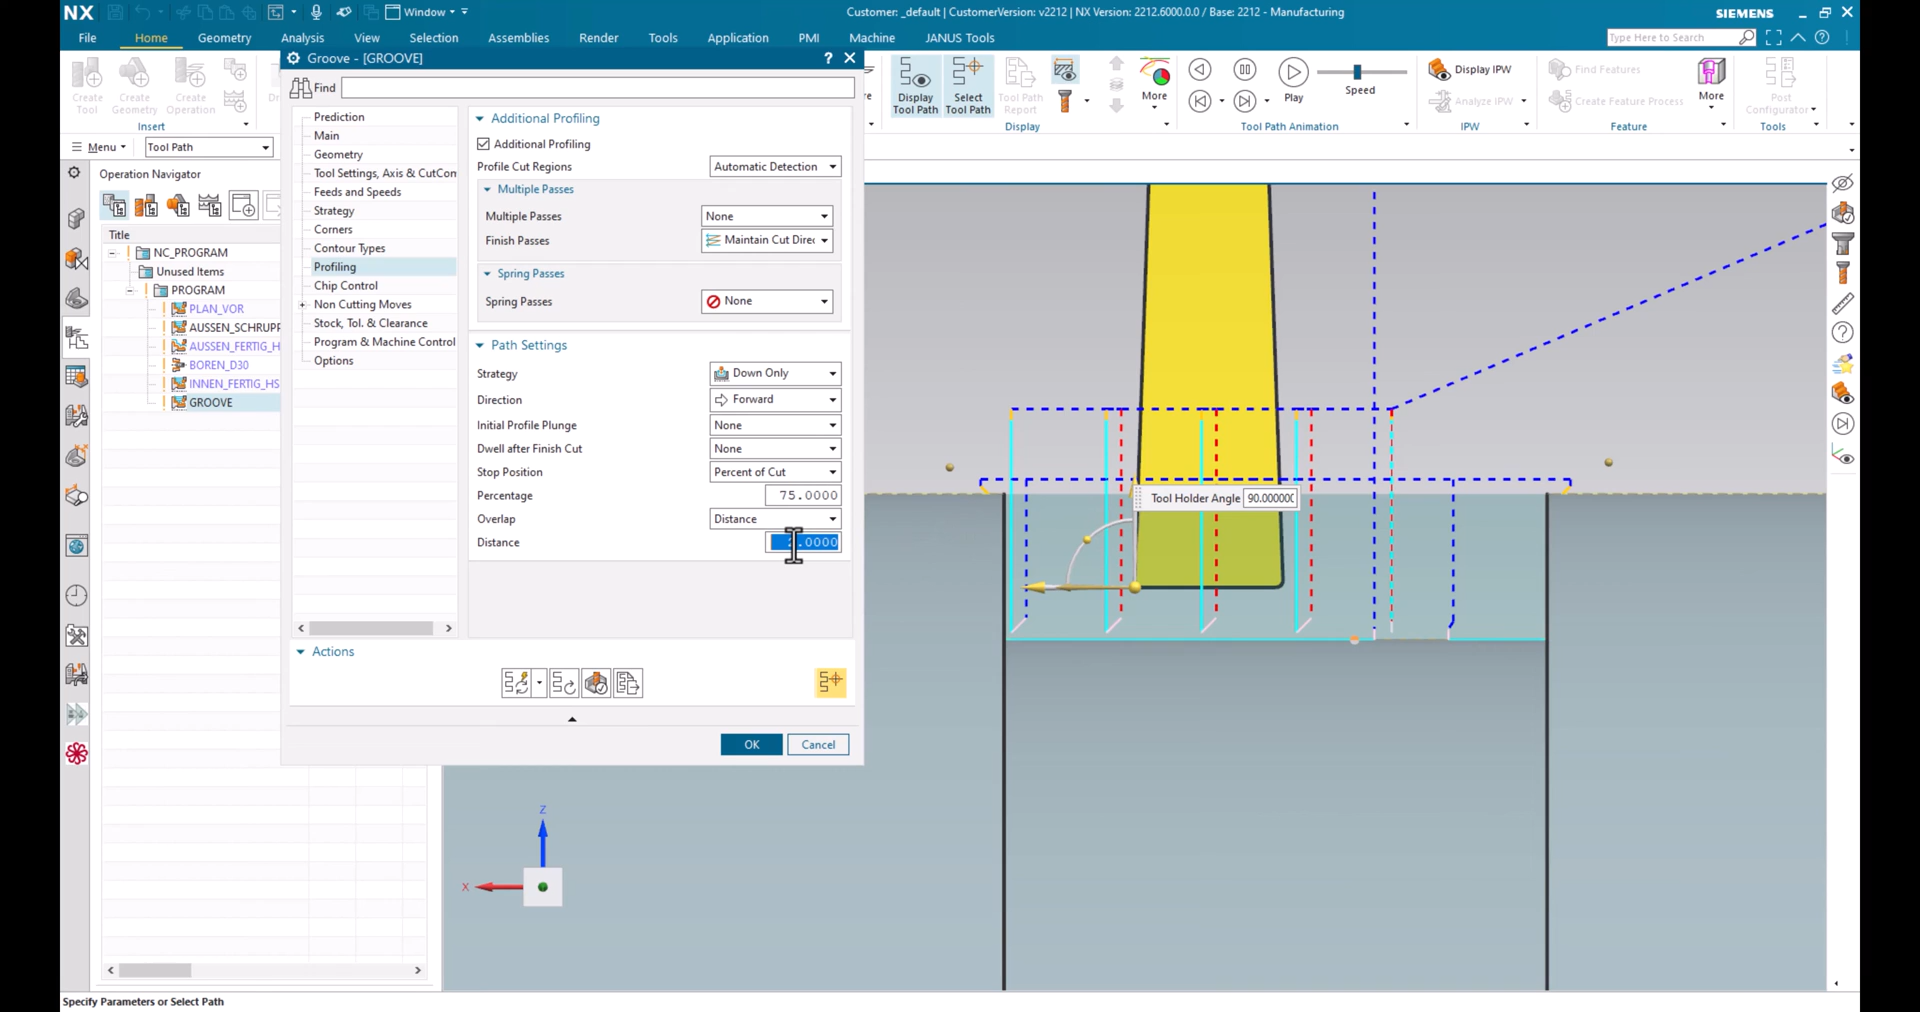 NX
Window
Customer: _default | CustomerVersion: v2212 | NX Version: 2212.6000.0.0 / Base: 2212 - Manufacturing
SIEMENS
File
Home
Geometry
Analysis
View
Selection
Assemblies
Render
Tools
Application
PMI
Machine
JANUS Tools
Type Here to Search
Create Tool
Create Geometry
Create Operation
Insert
Display Tool Path
Select Tool Path
Tool Path Report
Display
More
Play
Speed
Tool Path Animation
Display IPW
Analyze IPW
IPW
Find Features
Create Feature Process
More
Feature
Post Configurator
Tools
Menu
Tool Path
Operation Navigator
Title
NC_PROGRAM
Unused Items
PROGRAM
PLAN_VOR
AUSSEN_SCHRUPP
AUSSEN_FERTIG_H
BOREN_D30
INNEN_FERTIG_HS
GROOVE
Groove - [GROOVE]
Find
Prediction
Main
Geometry
Tool Settings, Axis & CutCom
Feeds and Speeds
Strategy
Corners
Contour Types
Profiling
Chip Control
Non Cutting Moves
Stock, Tol. & Clearance
Program & Machine Control
Options
Additional Profiling
Additional Profiling
Profile Cut Regions Automatic Detection
Multiple Passes
Multiple Passes None
Finish Passes Maintain Cut Direc
Spring Passes
Spring Passes None
Path Settings
Strategy Down Only
Direction Forward
Initial Profile Plunge None
Dwell after Finish Cut None
Stop Position Percent of Cut
Percentage 75.0000
Overlap Distance
Distance
Actions
OK
Cancel
Tool Holder Angle 90.00000
Z
X
Specify Parameters or Select Path